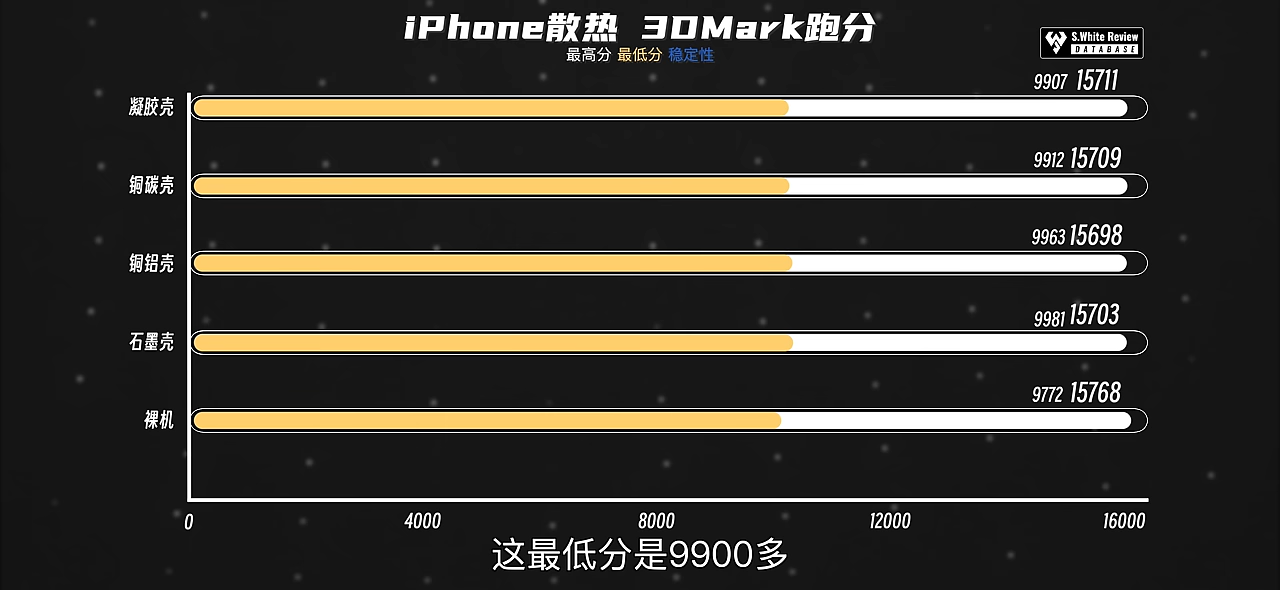 iPhone散热 3DMark跑分
最高分 最低分 稳定性
S.White Review
DATABASE
9907 15711
凝胶壳
9912 15709
铜碳壳
9963 15698
铜铝壳
9981 15703
石墨壳
9772 15768
裸机
0 4000 8000 12000 16000
这最低分是9900多